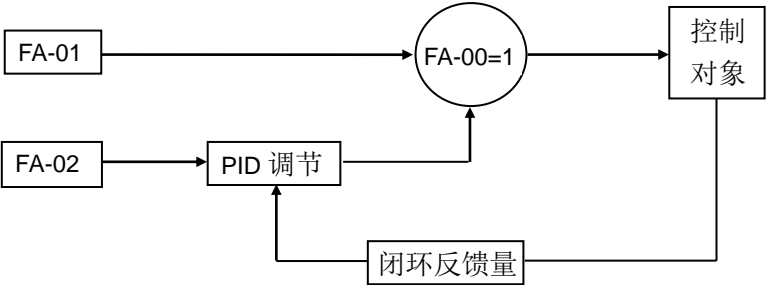 FA-01
FA-00=1
控制
对象
FA-02
PID 调节
闭环反馈量